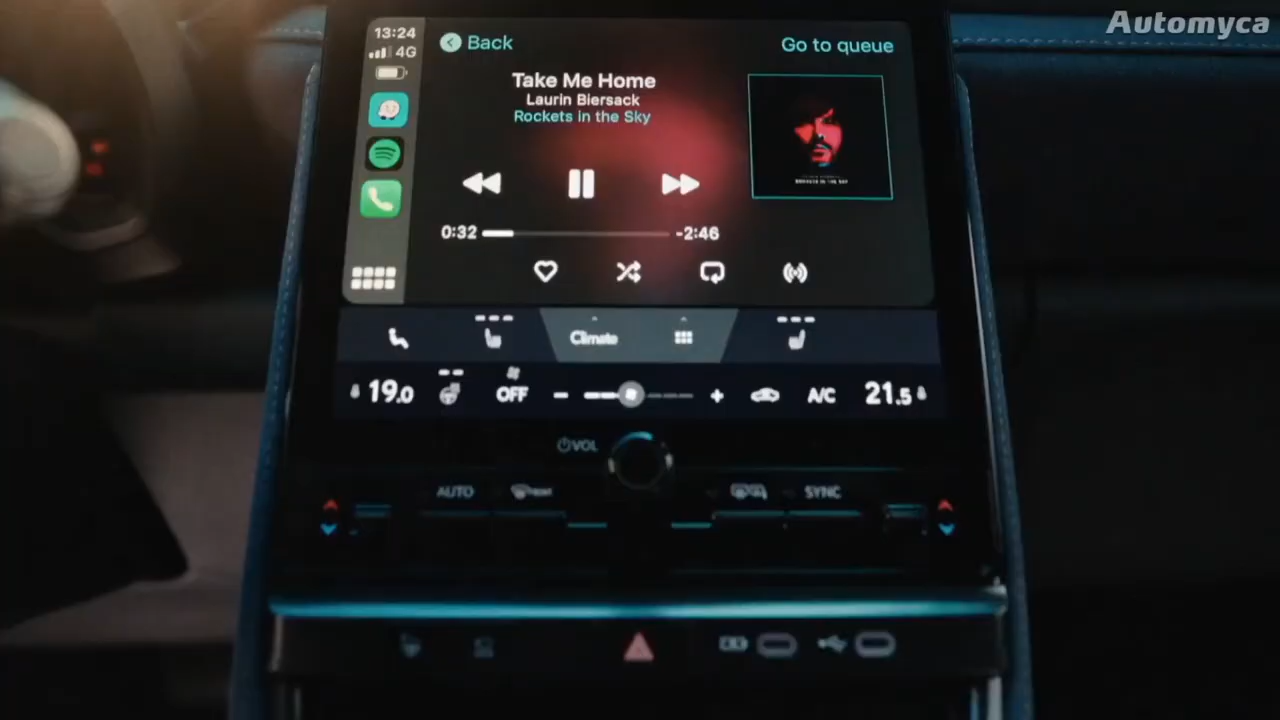 Automyca
13:24
4G
Back
Go to queue
Take Me Home
Laurin Biersack
Rockets in the Sky
0:32
-2:46
Climate
19.0
OFF
A/C
21.5
VOL
AUTO
SYNC